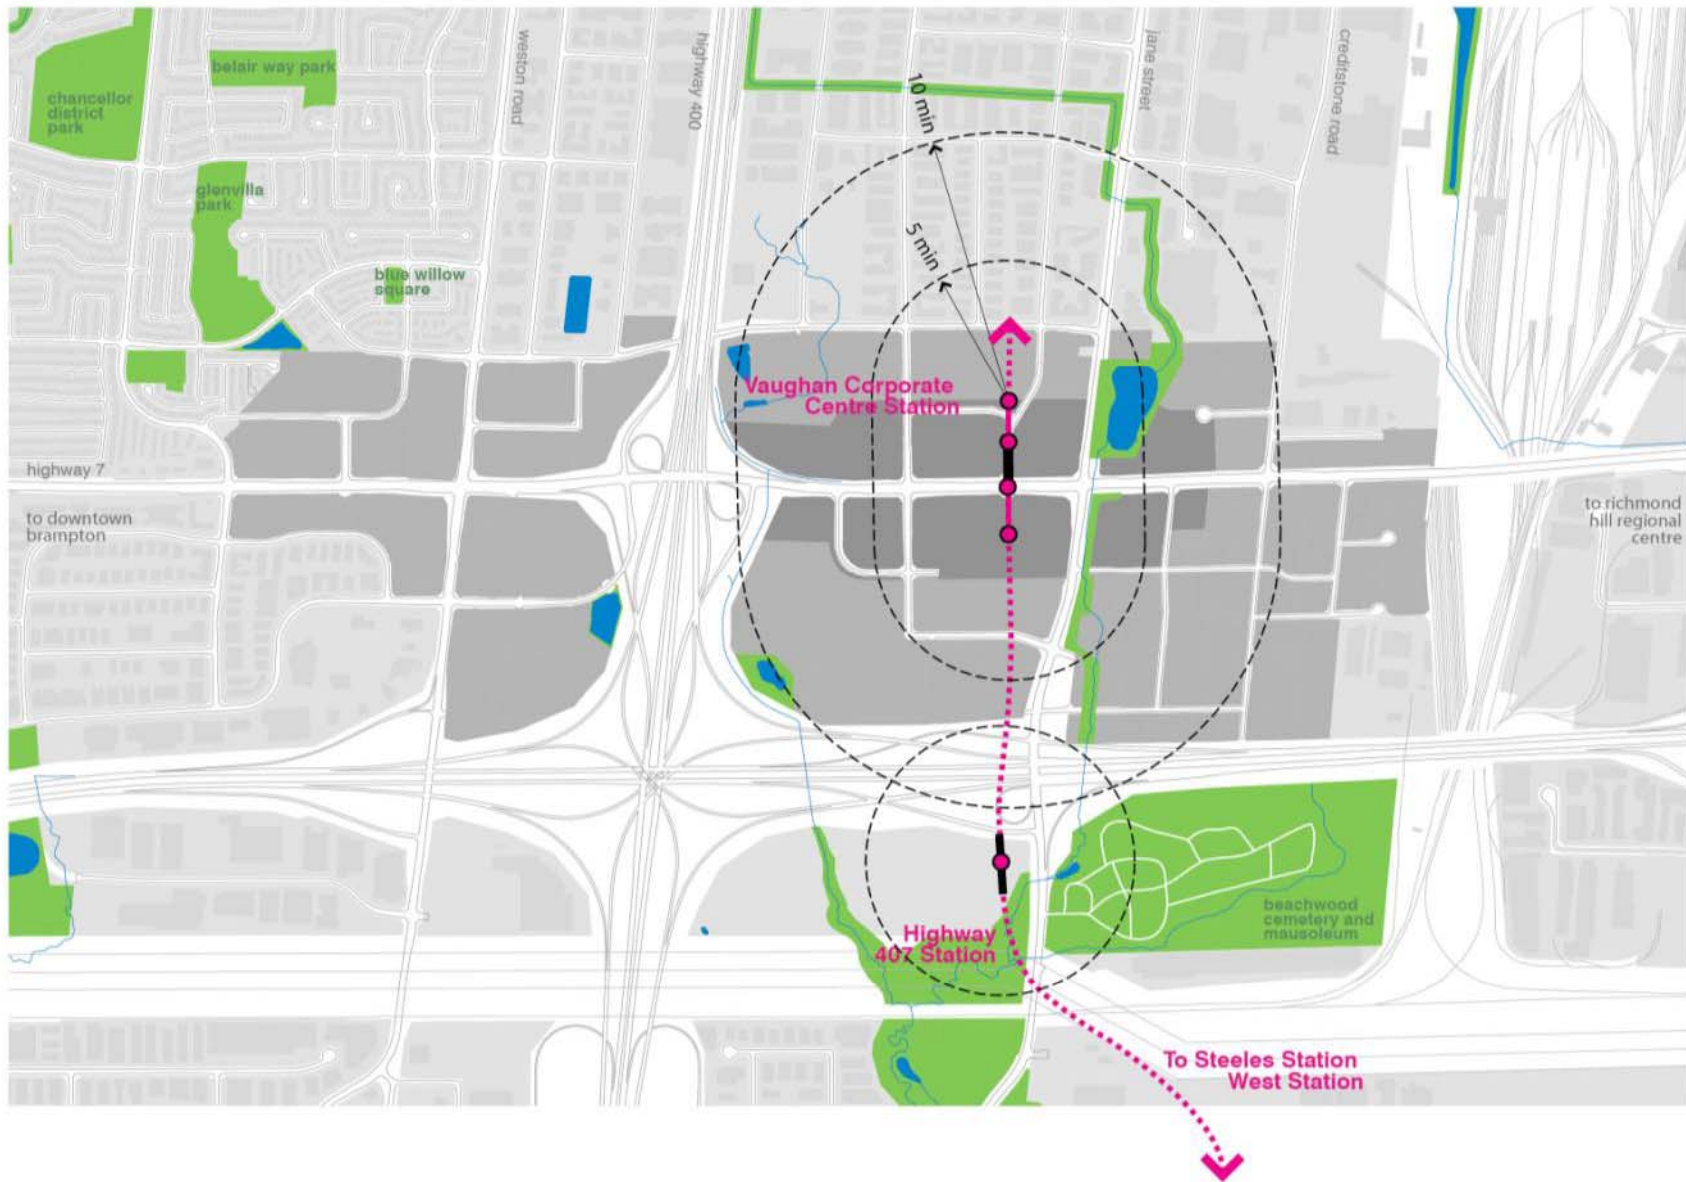 weston road
highway 400
jane street
creditstone road
belair way park
chancellor
district
park
10 min
glenvilla
park
5 min
blue willow
square
Vaughan Corporate
Centre Station
highway 7
to downtown
brampton
to richmond
hill regional
centre
beachwood
cemetery and
mausoleum
Highway
407 Station
To Steeles Station
West Station